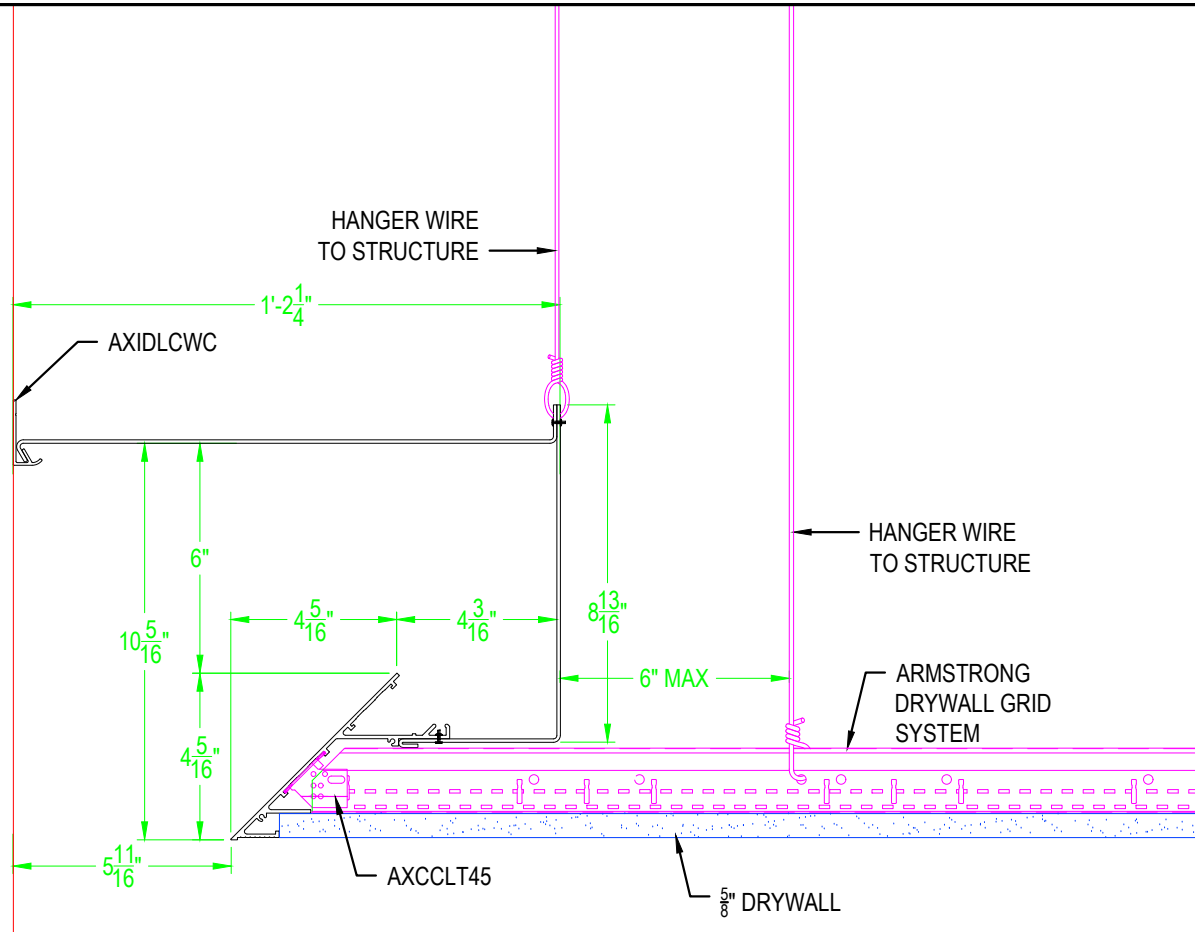 HANGER WIRE
TO STRUCTURE
1'-2 1/4"
AXIDLCWC
HANGER WIRE
TO STRUCTURE
6"
4 5/16"
4 3/16"
8 13/16"
10 5/16"
6" MAX
ARMSTRONG
DRYWALL GRID
SYSTEM
4 5/16"
5 11/16"
AXCCLT45
5/8" DRYWALL